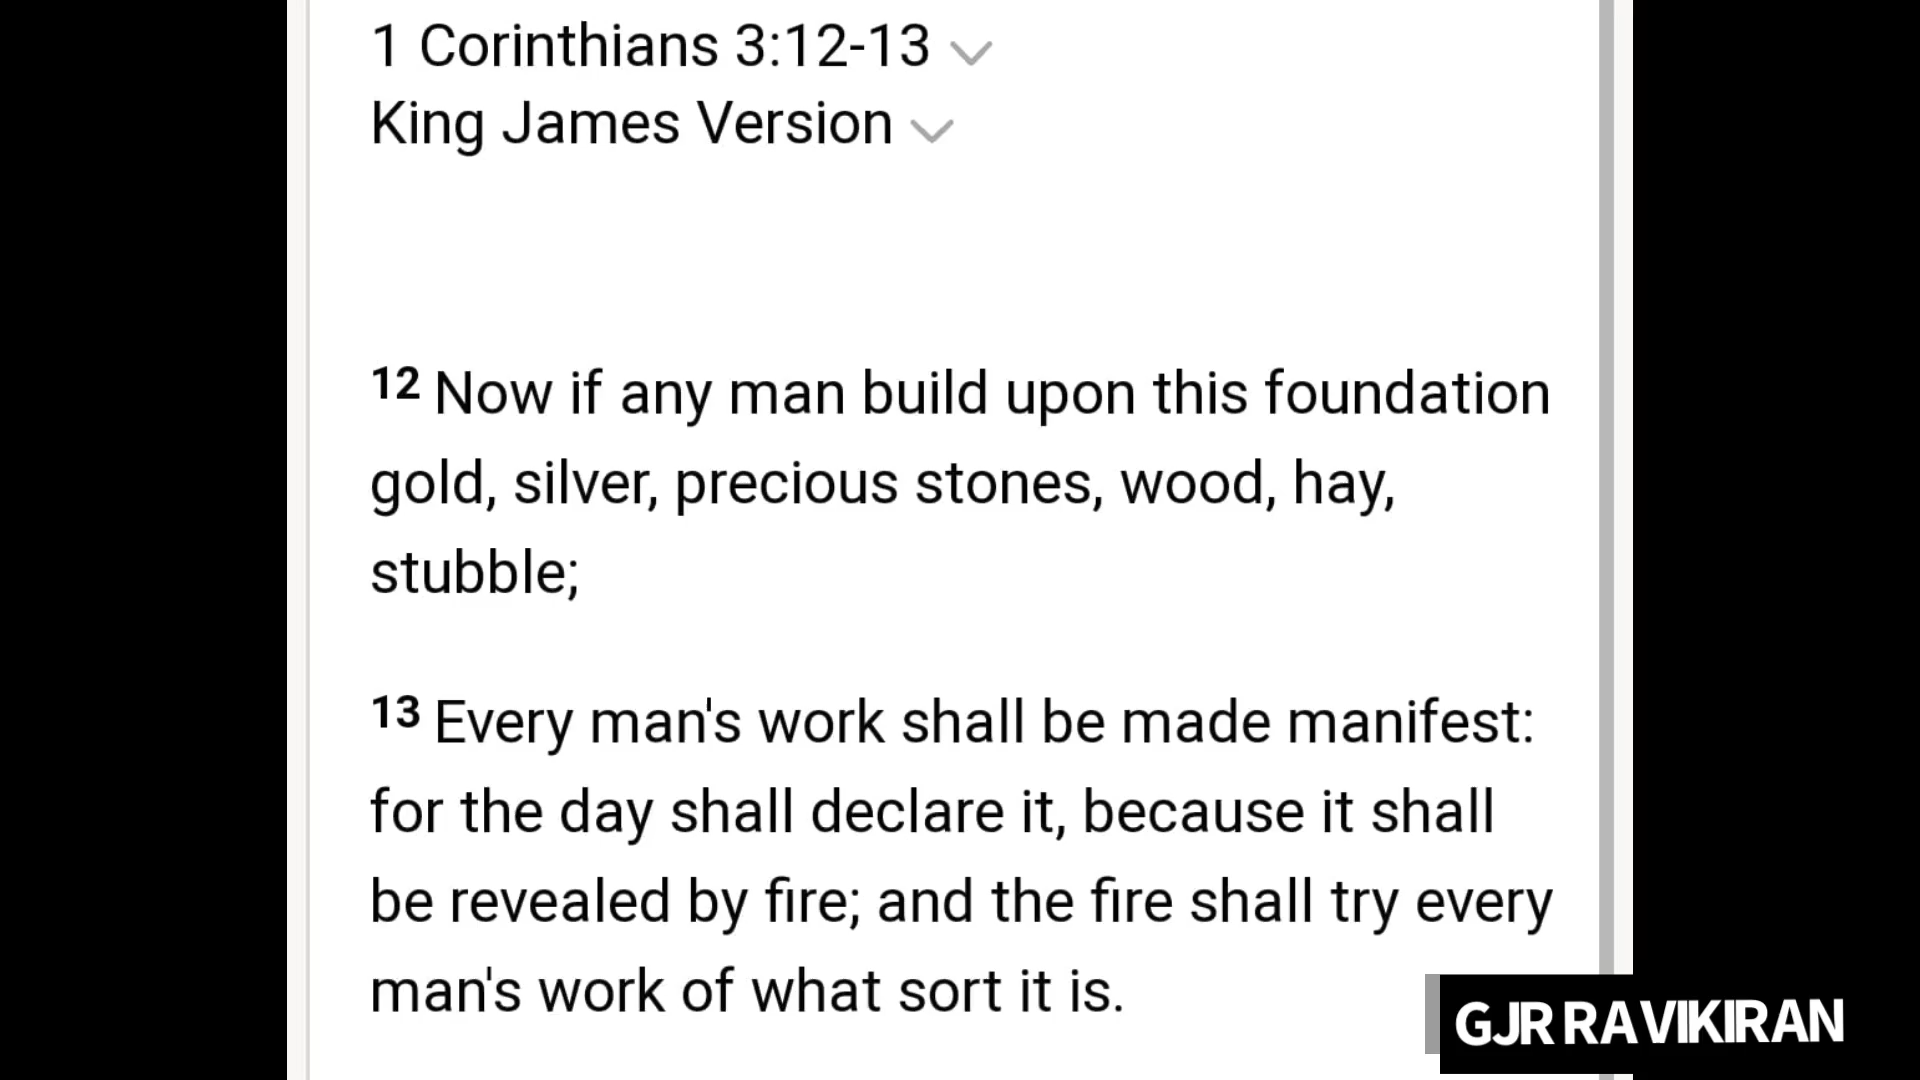 1 Corinthians 3:12-13
King James Version
12 Now if any man build upon this foundation
gold, silver, precious stones, wood, hay,
stubble;
13 Every man's work shall be made manifest:
for the day shall declare it, because it shall
be revealed by fire; and the fire shall try every
man's work of what sort it is.
GJR RAVIKIRAN